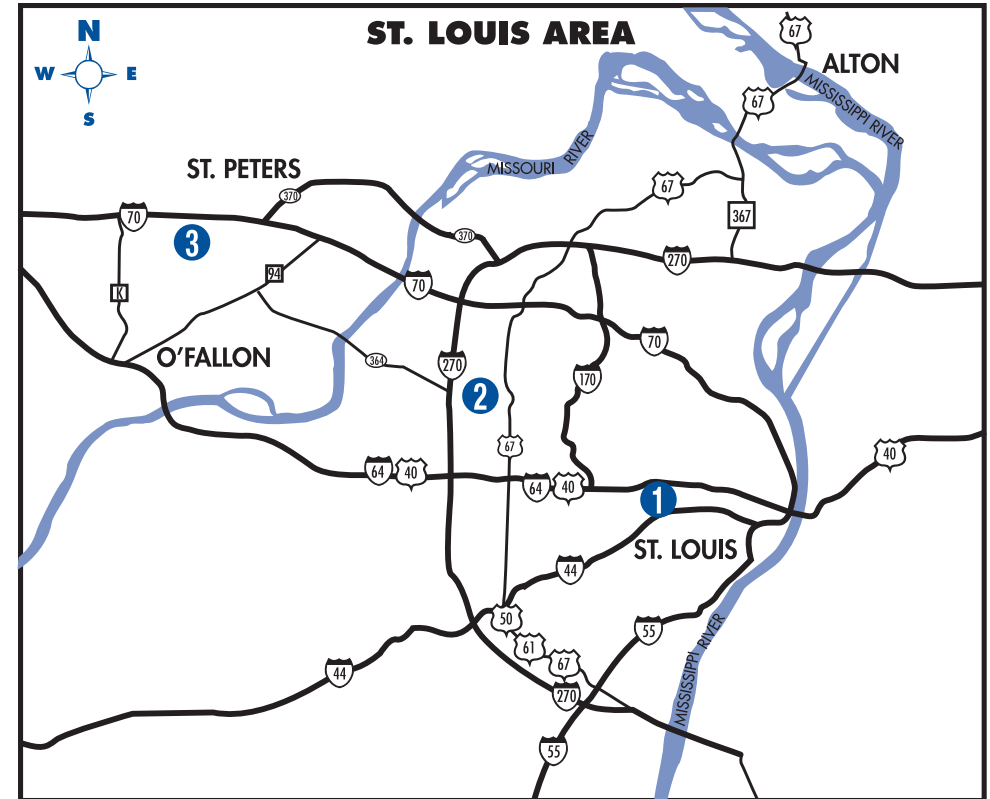 ST. LOUIS AREA
N
W
E
S
67
ALTON
67
MISSISSIPPI RIVER
MISSOURI RIVER
ST. PETERS
67
370
367
70
3
370
270
94
70
K
70
O'FALLON
364
270
170
2
67
40
64
40
64
40
1
ST. LOUIS
44
50
55
61
67
44
270
MISSISSIPPI RIVER
55